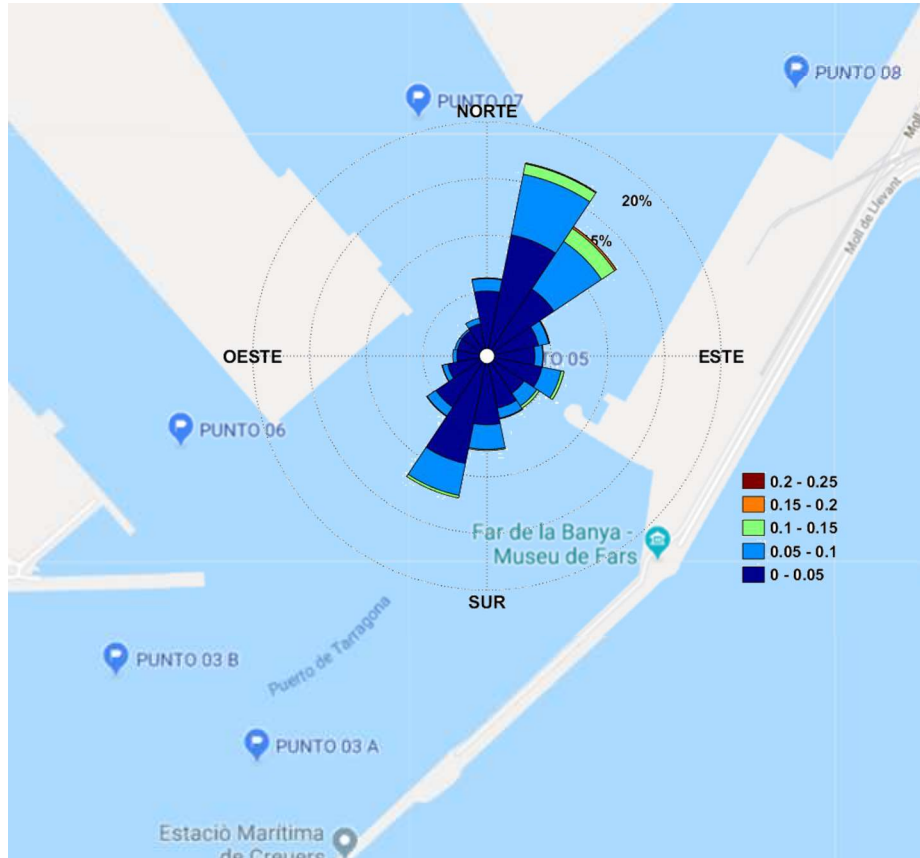 PUNTO 08
PUNTO 07
NORTE
Moll
20%
5%
Moll de Llevant
OESTE
TO 05
ESTE
PUNTO 06
0.2 - 0.25
0.15 - 0.2
0.1 - 0.15
0.05 - 0.1
0 - 0.05
Far de la Banya -
Museu de Fars
SUR
Puerto de Tarragona
PUNTO 03 B
PUNTO 03 A
Estació Marítima
de Creuers